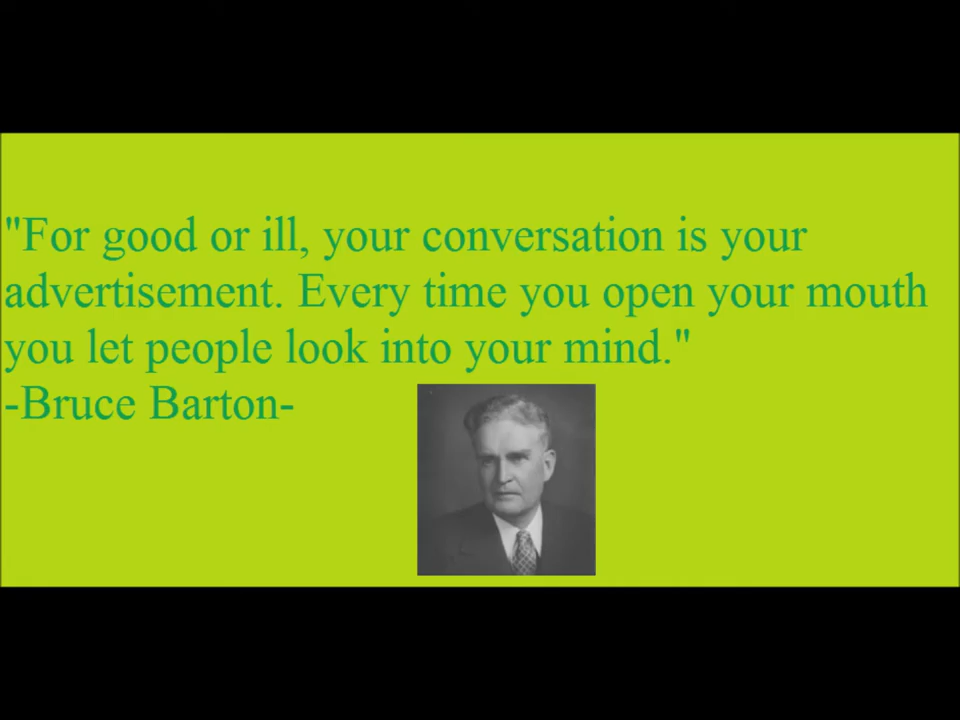 "For good or ill, your conversation is your
advertisement. Every time you open your mouth
you let people look into your mind."
-Bruce Barton-